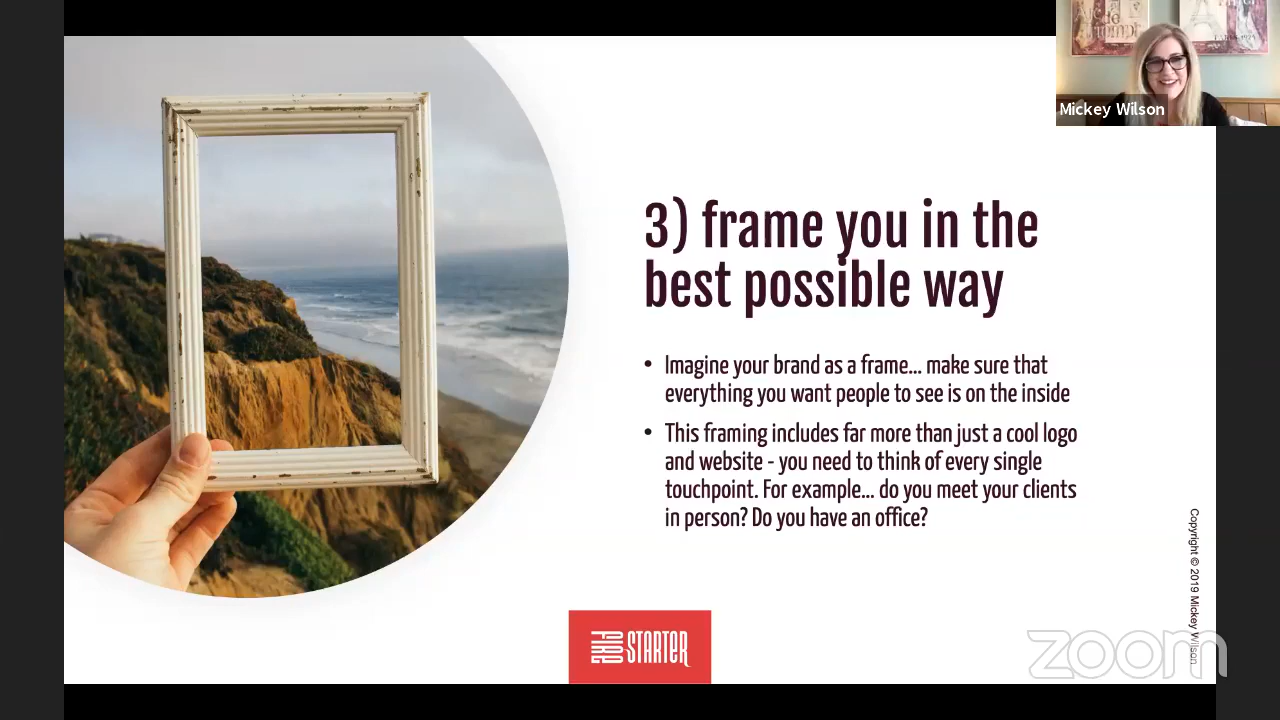 Mickey Wilson
3) frame you in the
best possible way
• Imagine your brand as a frame... make sure that
everything you want people to see is on the inside
• This framing includes far more than just a cool logo
and website - you need to think of every single
touchpoint. For example... do you meet your clients
in person? Do you have an office?
Copyright © 2019 Mickey Wilson
FIRE STARTER
zoom